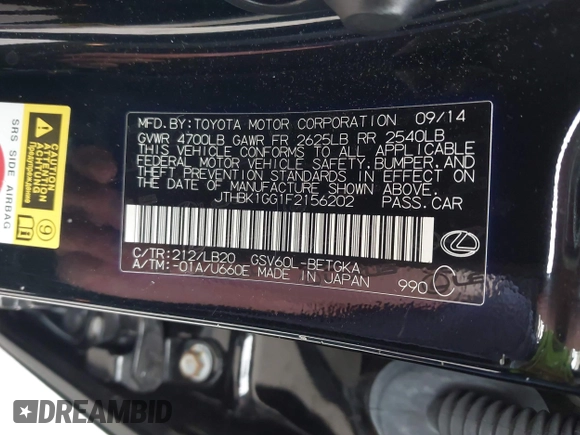 MFD.BY:TOYOTA MOTOR CORPORATION 09/14
GVWR 4700LB GAWR FR 2625LB RR 2540LB
THIS VEHICLE CONFORMS TO ALL APPLICABLE
FEDERAL MOTOR VEHICLE SAFETY,BUMPER,AND
THEFT PREVENTION STANDARDS IN EFFECT ON
THE DATE OF MANUFACTURE SHOWN ABOVE.
JTHBK1GG1F2156202 PASS.CAR
C/TR:212/LB20 GSV60L-BETGKA
A/TM:-01A/U660E MADE IN JAPAN
990 C
SRS SIDE AIRBAG
ATTENTION
ACHTUNG
9
DREAMBID